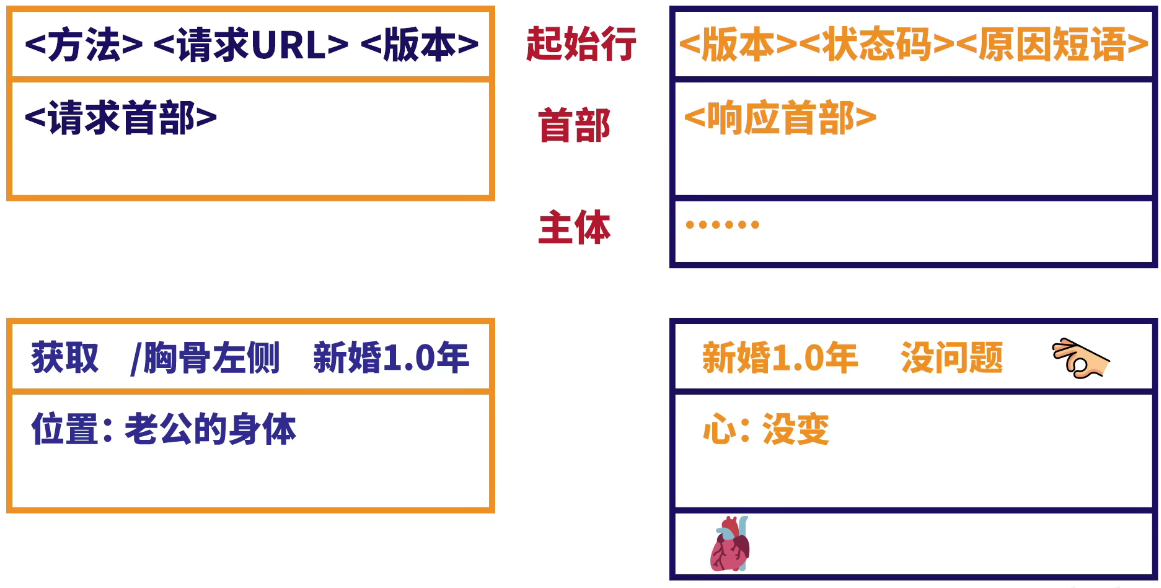 <方法> <请求URL> <版本>
起始行
<版本><状态码><原因短语>
<请求首部>
首部
<响应首部>
主体
……
获取 /胸骨左侧 新婚1.0年
新婚1.0年 没问题
位置：老公的身体
心：没变